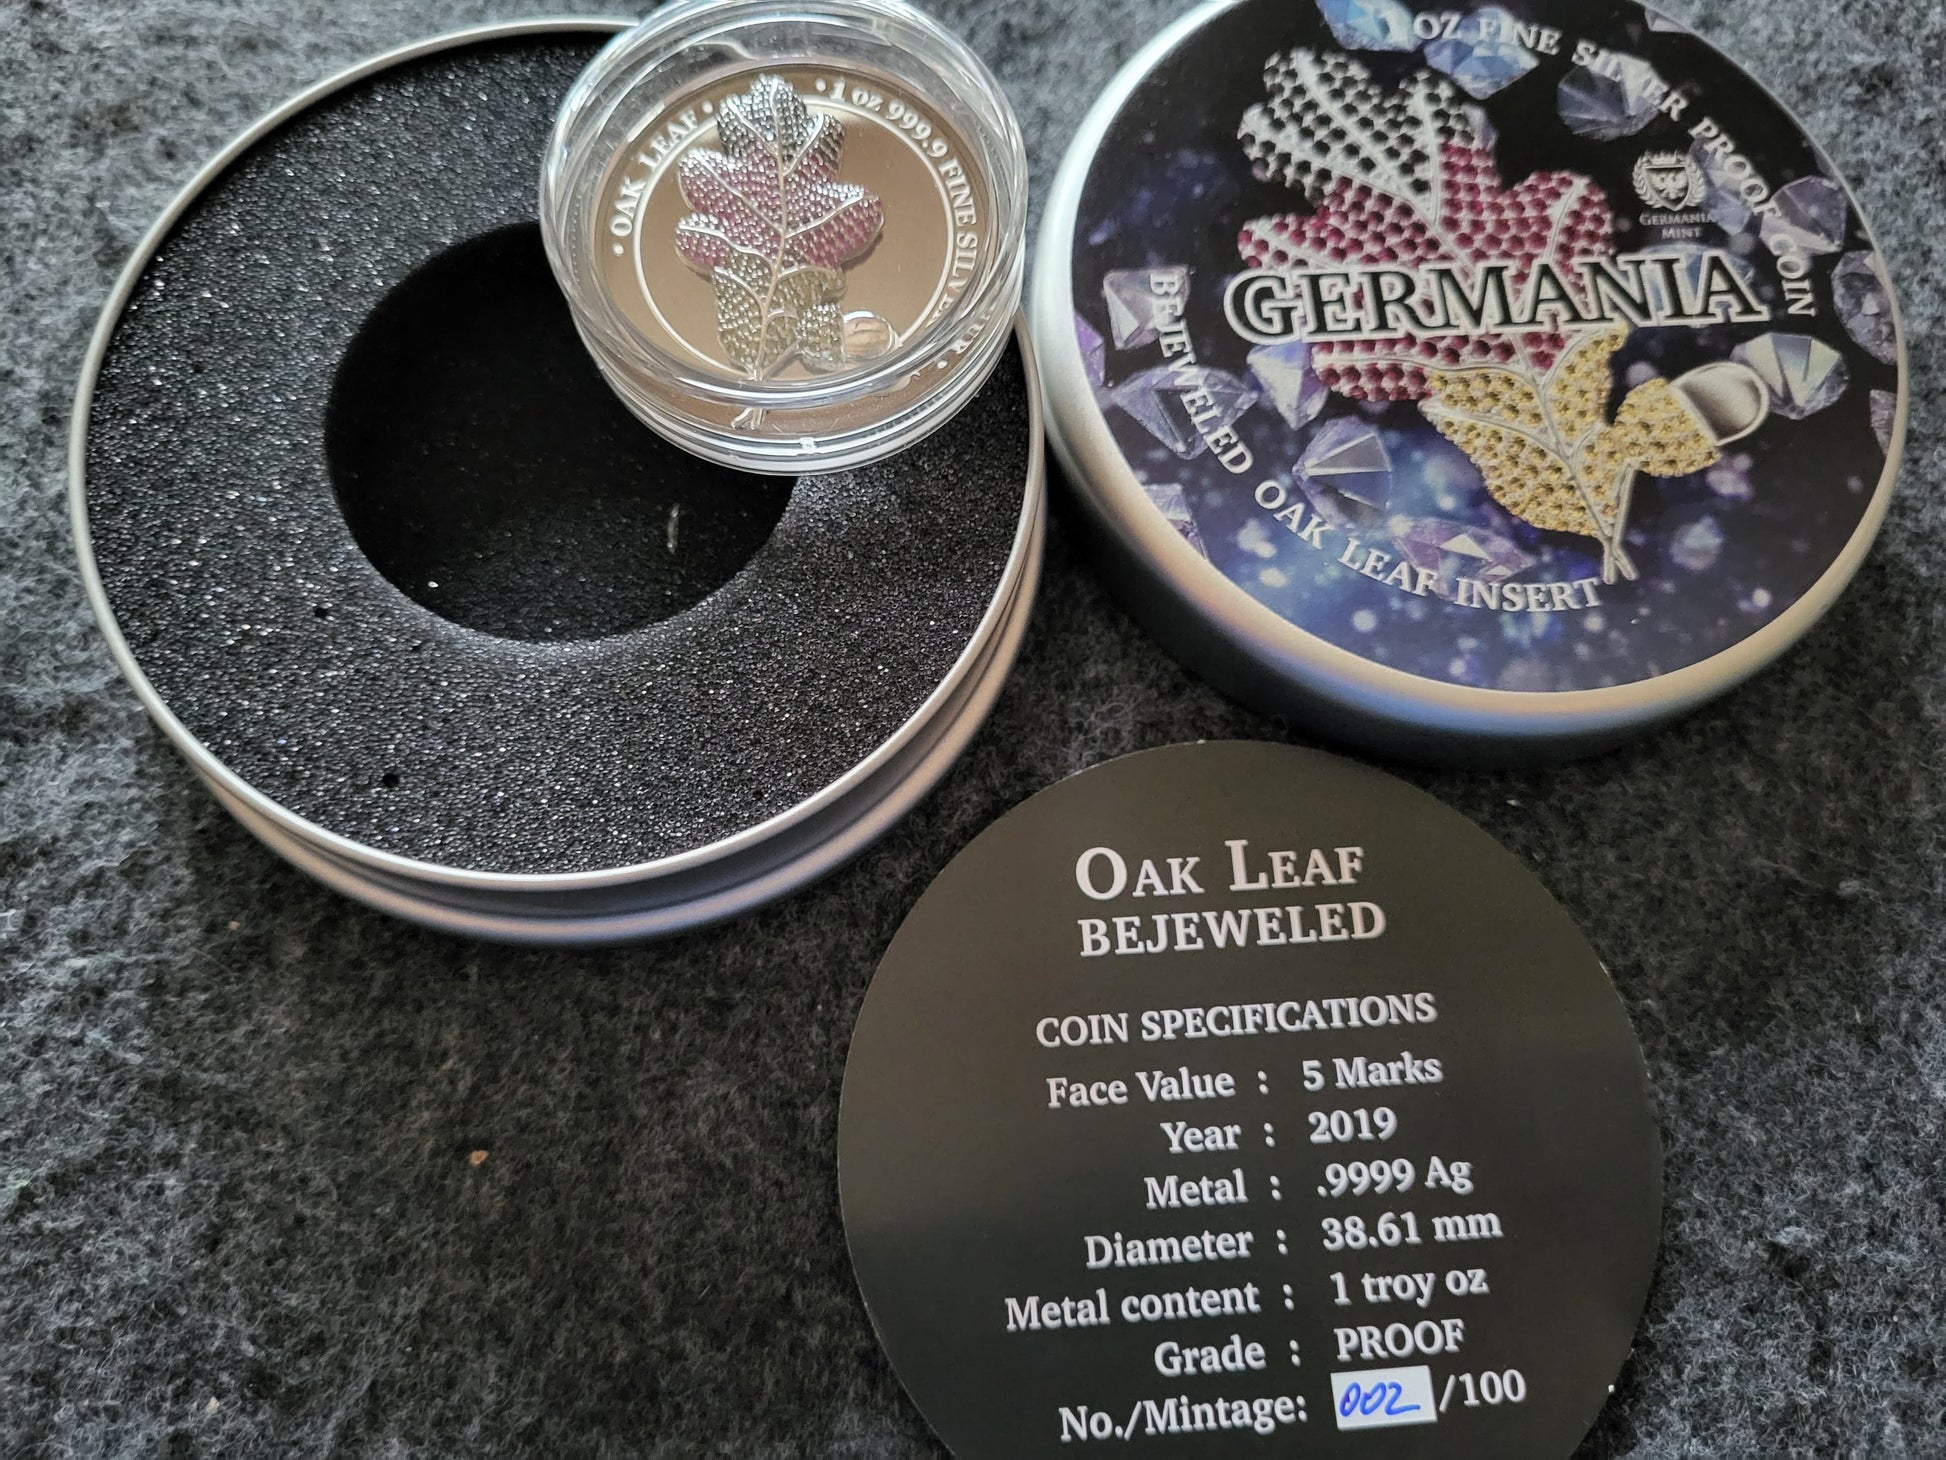 • OAK LEAF •
• 1 oz 999.9 FINE SILVER
1 OZ FINE SILVER PROOF COIN
GERMANIA
MINT
GERMANIA
BEJEWELED OAK LEAF INSERT
OAK LEAF
BEJEWELED
COIN SPECIFICATIONS
Face Value : 5 Marks
Year : 2019
Metal : .9999 Ag
Diameter : 38.61 mm
Metal content : 1 troy oz
Grade : PROOF
No./Mintage: 002 /100